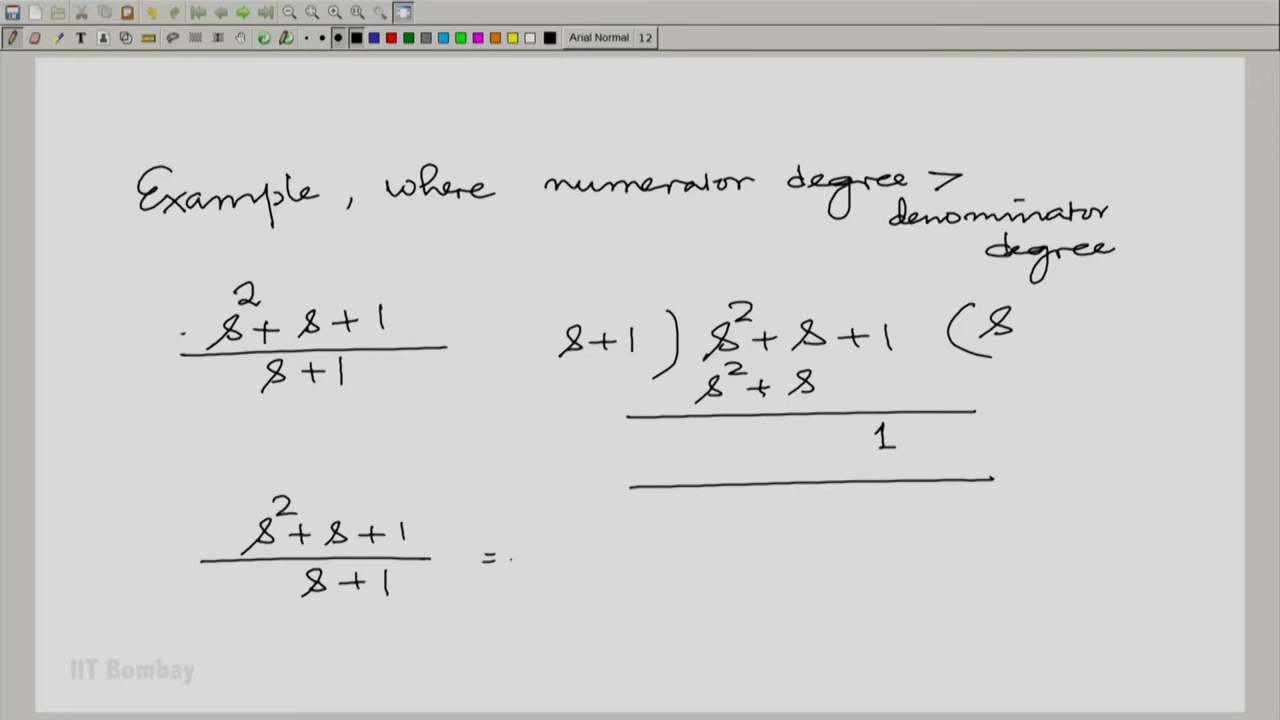 Arial Normal 12
Example, where numerator degree >
denominator
degree
s² + s + 1
s + 1
s + 1 ) s² + s + 1 ( s
s² + s
1
s² + s + 1
s + 1
=
IIT Bombay